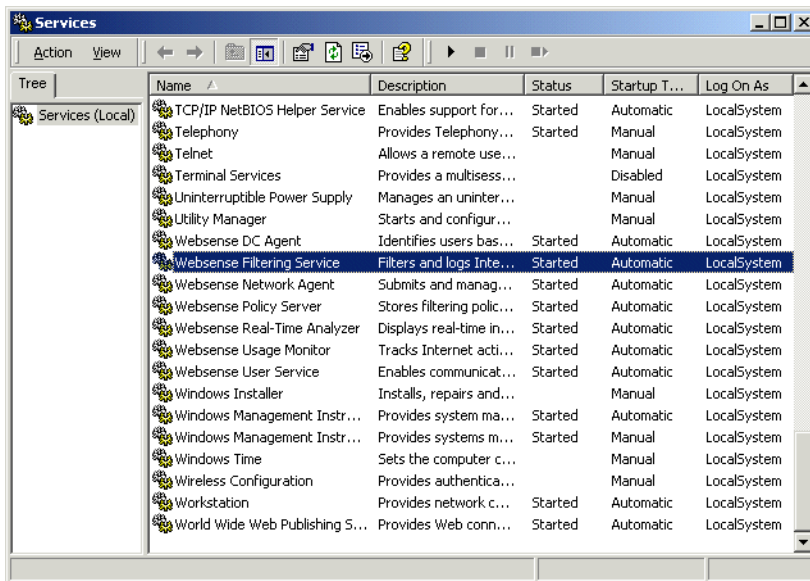 Services
Action View
Tree
Services (Local)
Name Description Status Startup T... Log On As
TCP/IP NetBIOS Helper Service Enables support for... Started Automatic LocalSystem
Telephony Provides Telephony... Started Manual LocalSystem
Telnet Allows a remote use... Manual LocalSystem
Terminal Services Provides a multisess... Disabled LocalSystem
Uninterruptible Power Supply Manages an uninter... Manual LocalSystem
Utility Manager Starts and configur... Manual LocalSystem
Websense DC Agent Identifies users bas... Started Automatic LocalSystem
Websense Filtering Service Filters and logs Inte... Started Automatic LocalSystem
Websense Network Agent Submits and manag... Started Automatic LocalSystem
Websense Policy Server Stores filtering polic... Started Automatic LocalSystem
Websense Real-Time Analyzer Displays real-time in... Started Automatic LocalSystem
Websense Usage Monitor Tracks Internet acti... Started Automatic LocalSystem
Websense User Service Enables communicat... Started Automatic LocalSystem
Windows Installer Installs, repairs and... Manual LocalSystem
Windows Management Instr... Provides system ma... Started Automatic LocalSystem
Windows Management Instr... Provides systems m... Started Manual LocalSystem
Windows Time Sets the computer c... Manual LocalSystem
Wireless Configuration Provides authentica... Manual LocalSystem
Workstation Provides network c... Started Automatic LocalSystem
World Wide Web Publishing S... Provides Web conn... Started Automatic LocalSystem